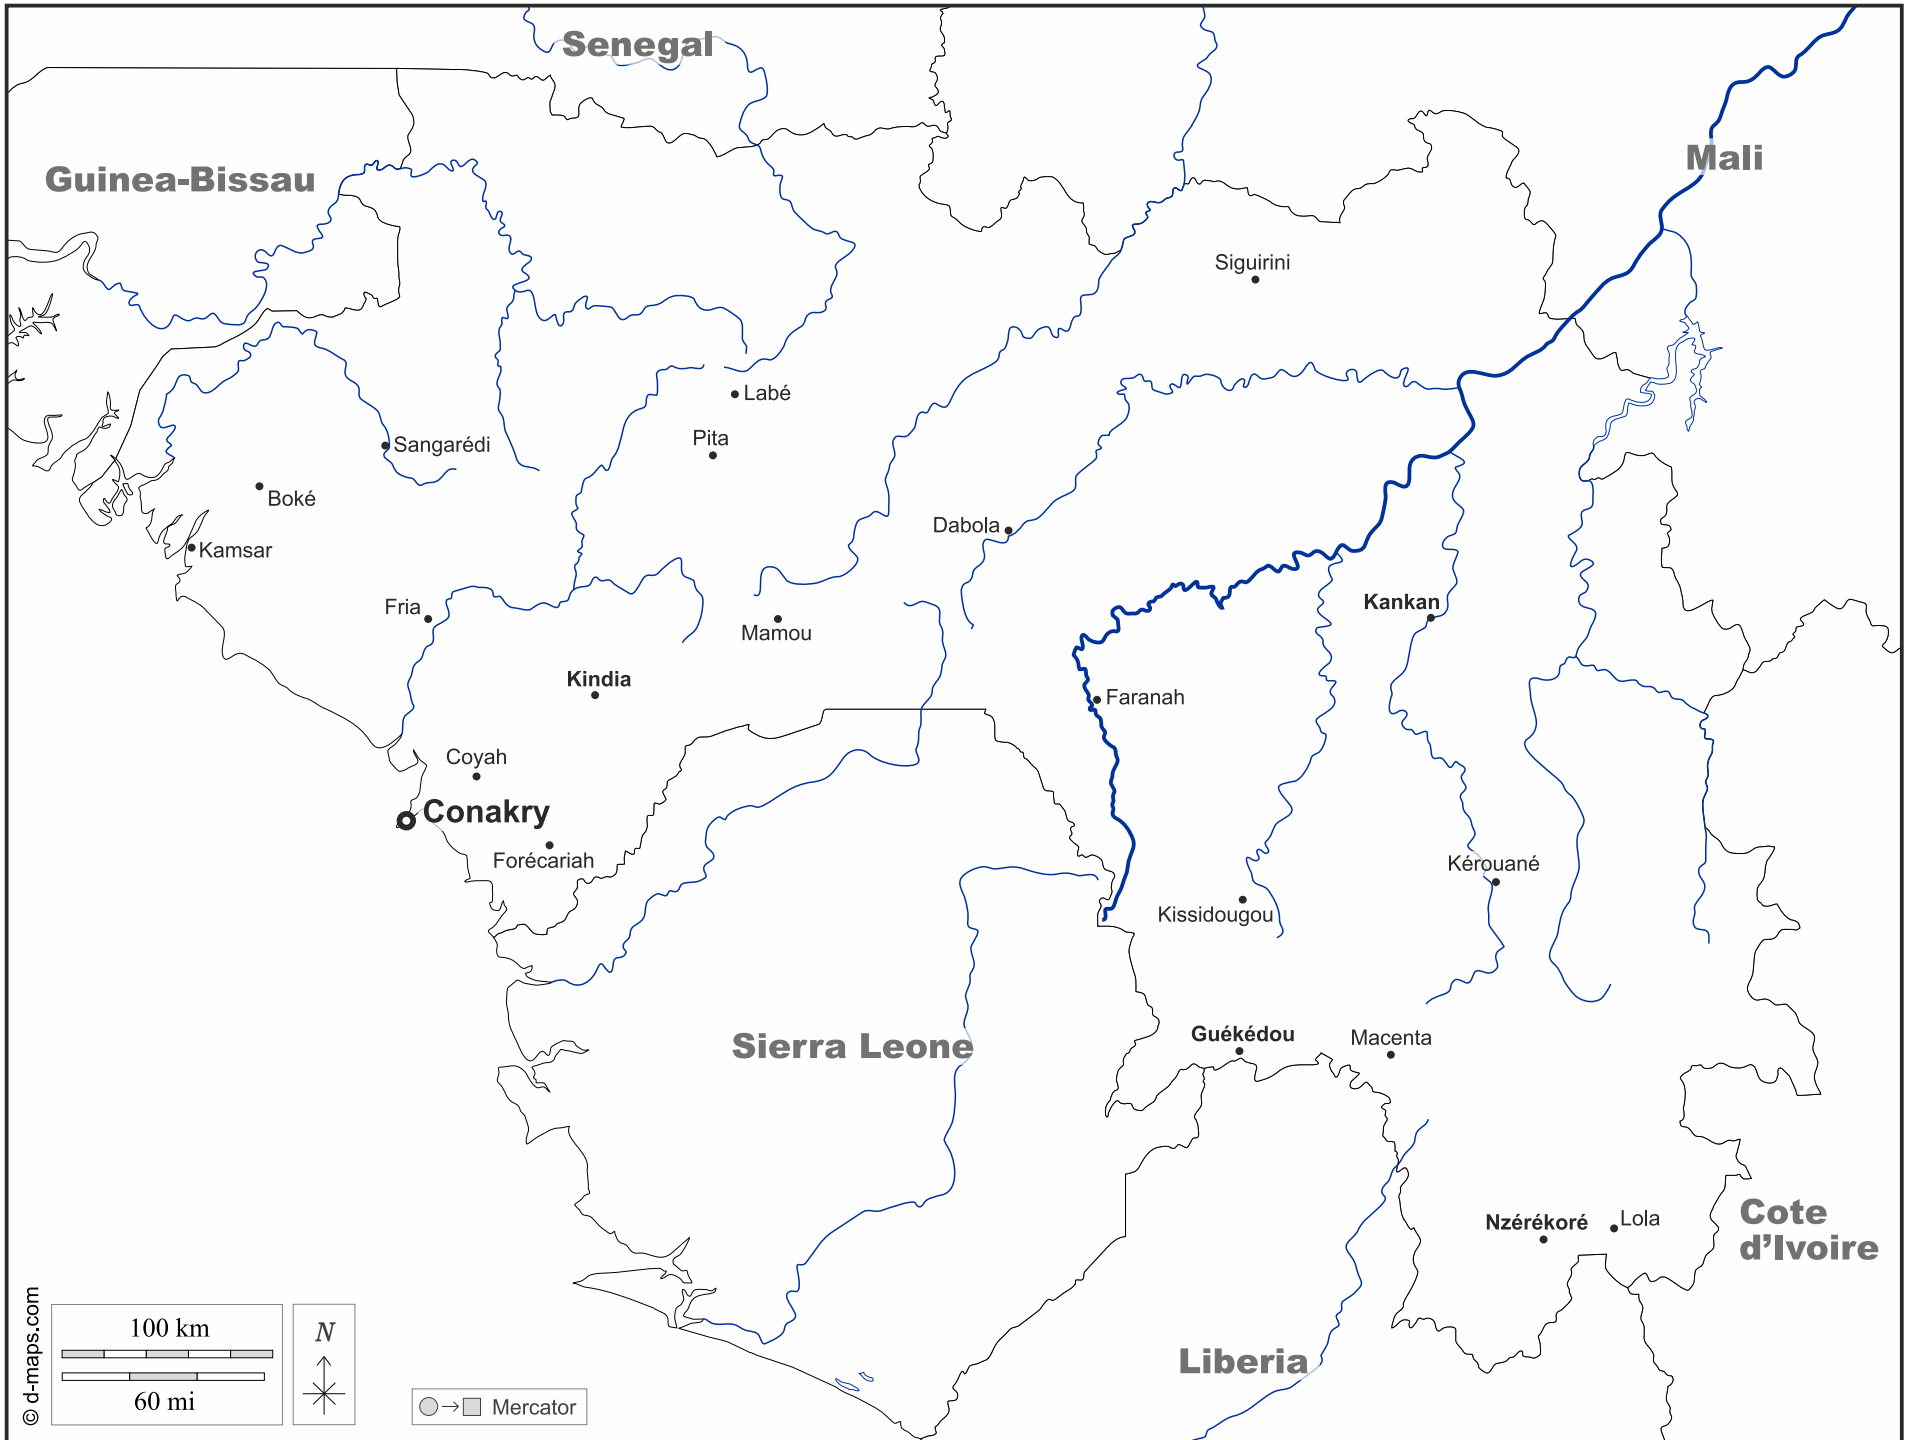 Senegal
Mali
Guinea-Bissau
Siguirini
Labé
Pita
Sangarédi
Boké
Dabola
Kamsar
Fria
Kankan
Mamou
Kindia
Faranah
Coyah
Conakry
Forécariah
Kérouané
Kissidougou
Guékédou
Macenta
Sierra Leone
Nzérékoré
Lola
Cote
d'Ivoire
Liberia
© d-maps.com
100 km
60 mi
N
Mercator